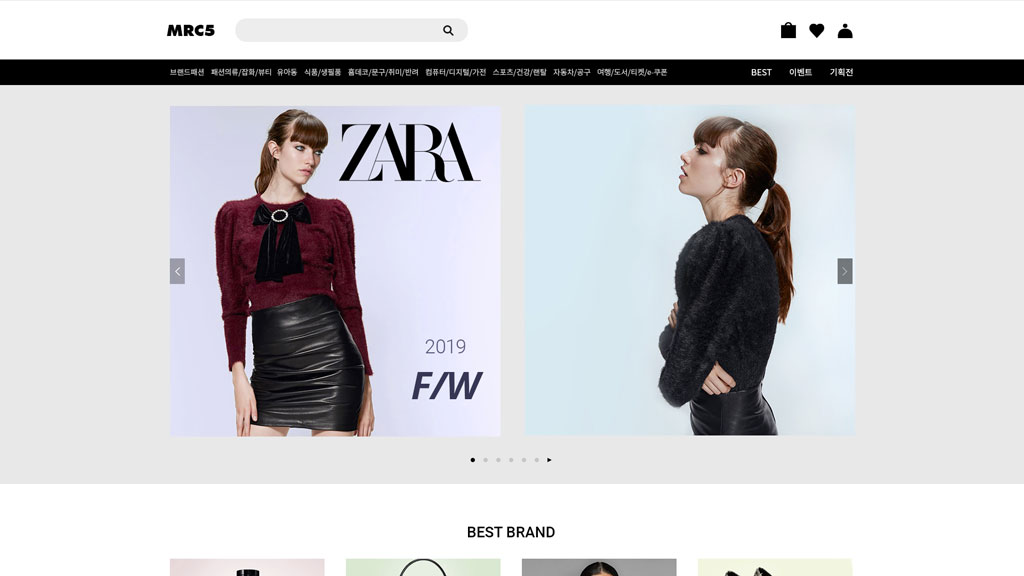 MRC5
브랜드패션 패션의류/잡화/뷰티 유아동 식품/생필품 홈데코/문구/취미/반려 컴퓨터/디지털/가전 스포츠/건강/렌탈 자동차/공구 여행/도서/티켓/e-쿠폰 BEST 이벤트 기획전
ZARA
2019
F/W
BEST BRAND